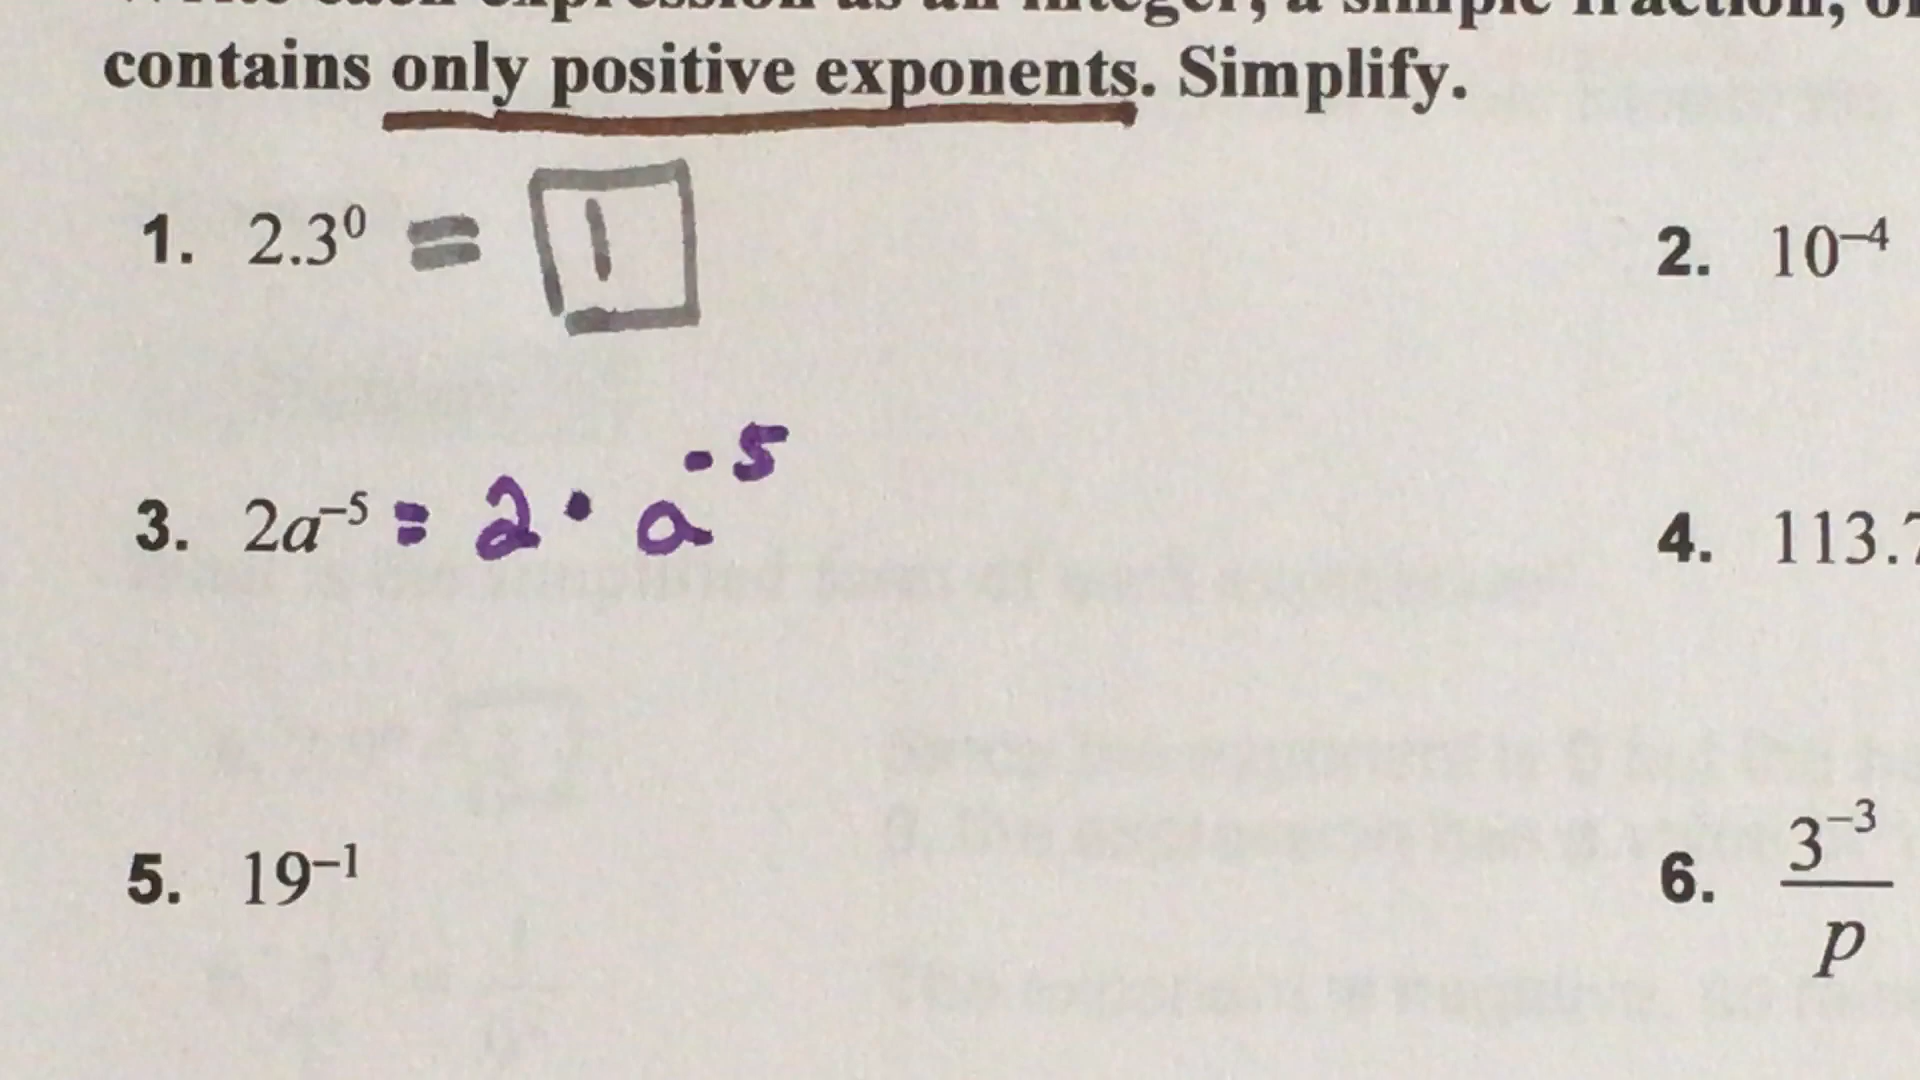 contains only positive exponents. Simplify.
1. 2.3⁰ = 1
2. 10⁻⁴
3. 2a⁻⁵ = 2 · a⁻⁵
4. 113.
5. 19⁻¹
6. 3⁻³
p